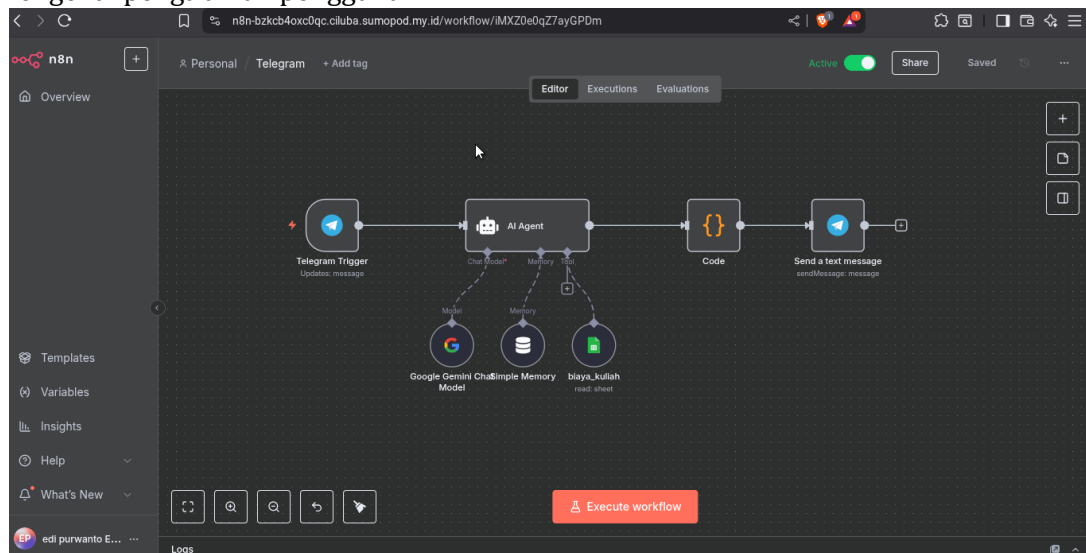 n8n-bzkcb4oxc0qc.ciluba.sumopod.my.id/workflow/iMXZ0e0qZ7ayGPDm
n8n
Personal / Telegram + Add tag
Active
Share
Saved
Overview
Editor Executions Evaluations
AI Agent
Telegram Trigger
Updates: message
Chat Model*
Memory
Tool
Code
Send a text message
sendMessage: message
Model
Memory
Google Gemini Chat
Model
Simple Memory
biaya_kuliah
read: sheet
Templates
Variables
Insights
Help
What's New
Execute workflow
EP
edi purwanto E...
Logs